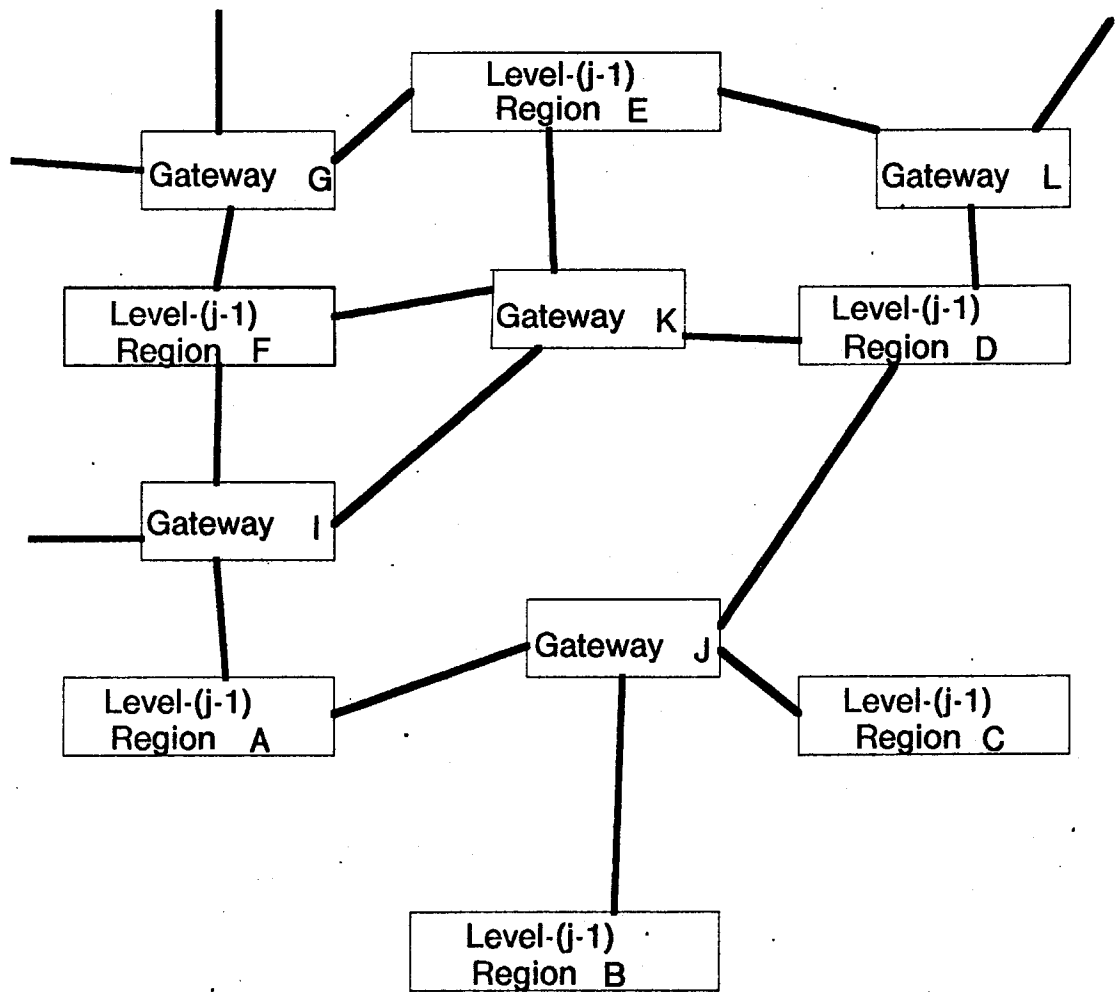 Level-(j-1)
Region E
Gateway G
Gateway L
Level-(j-1)
Region F
Gateway K
Level-(j-1)
Region D
Gateway I
Gateway J
Level-(j-1)
Region A
Level-(j-1)
Region C
Level-(j-1)
Region B